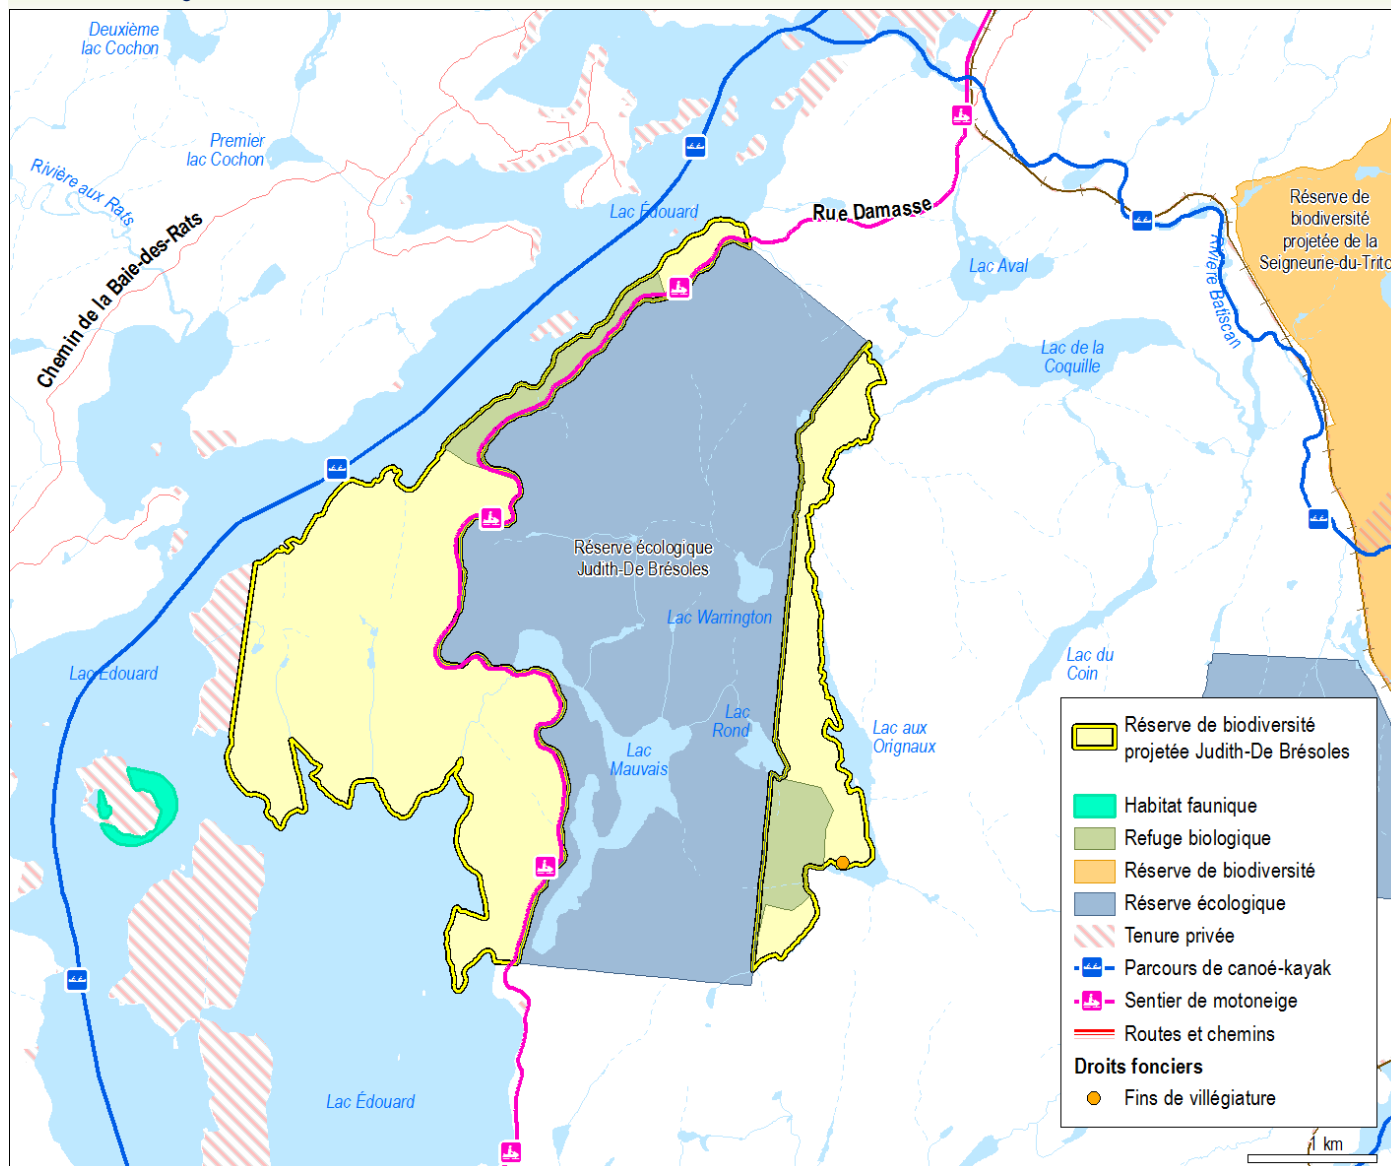 Deuxième
lac Cochon
Premier
lac Cochon
Rivière aux Rats
Chemin de la Baie-des-Rats
Lac Édouard
Rue Damasse
Lac Aval
Réserve de
biodiversité
projetée de la
Seigneurie-du-Trito
Rivière Batiscan
Lac de la
Coquille
Réserve écologique
Judith-De Brésoles
Lac Warrington
Lac Édouard
Lac du
Coin
Lac
Rond
Lac aux
Orignaux
Lac
Mauvais
Lac Édouard
Réserve de biodiversité
projetée Judith-De Brésoles
Habitat faunique
Refuge biologique
Réserve de biodiversité
Réserve écologique
Tenure privée
Parcours de canoé-kayak
Sentier de motoneige
Routes et chemins
Droits fonciers
Fins de villégiature
1 km